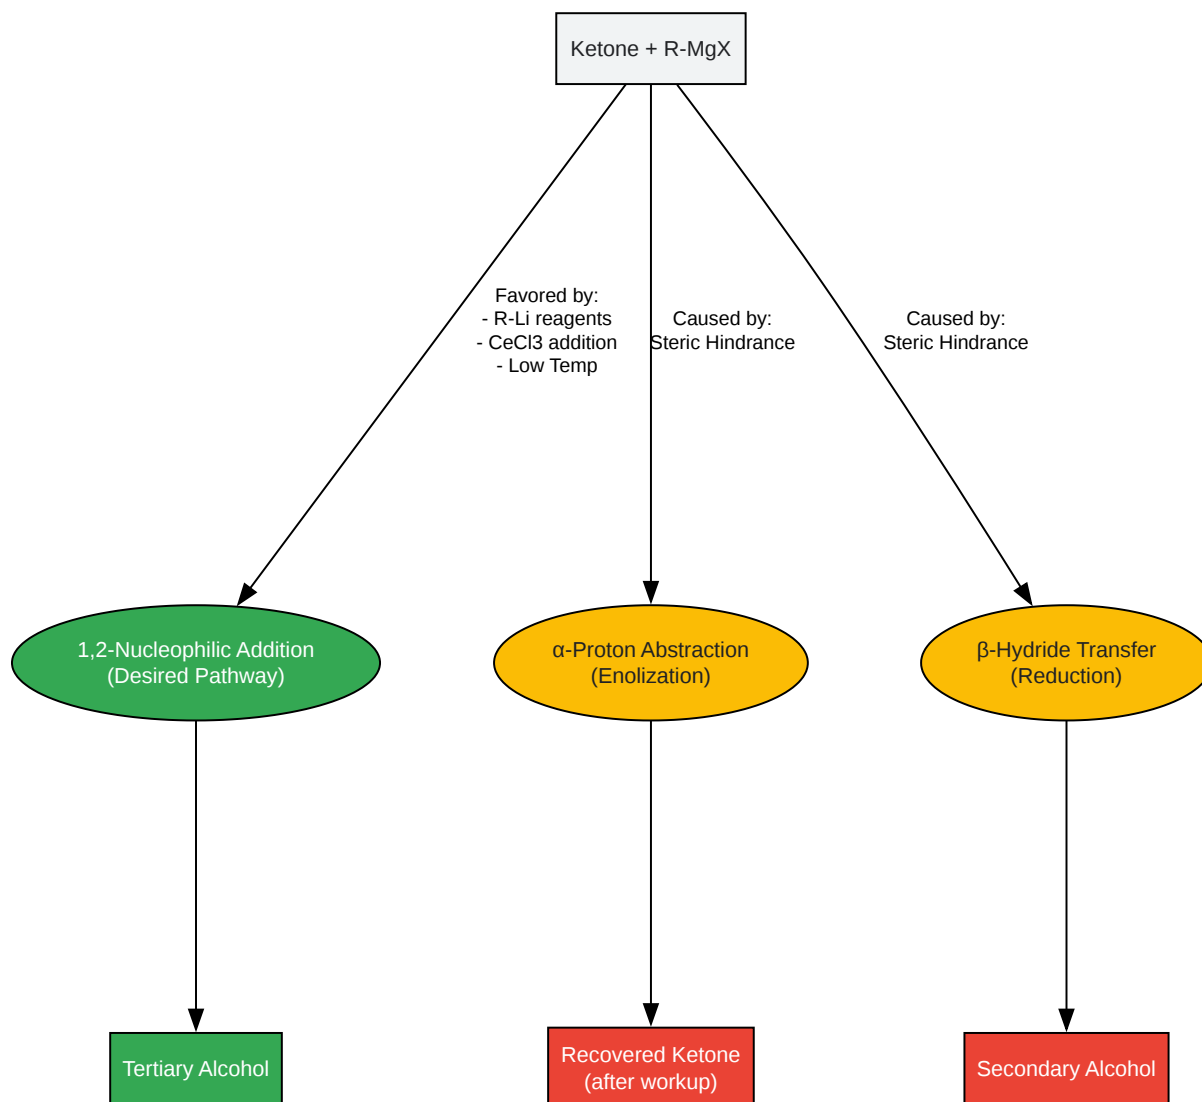 Ketone + R-MgX
Favored by:
- R-Li reagents
- CeCl3 addition
- Low Temp
Caused by:
Steric Hindrance
Caused by:
Steric Hindrance
1,2-Nucleophilic Addition
(Desired Pathway)
α-Proton Abstraction
(Enolization)
β-Hydride Transfer
(Reduction)
Tertiary Alcohol
Recovered Ketone
(after workup)
Secondary Alcohol